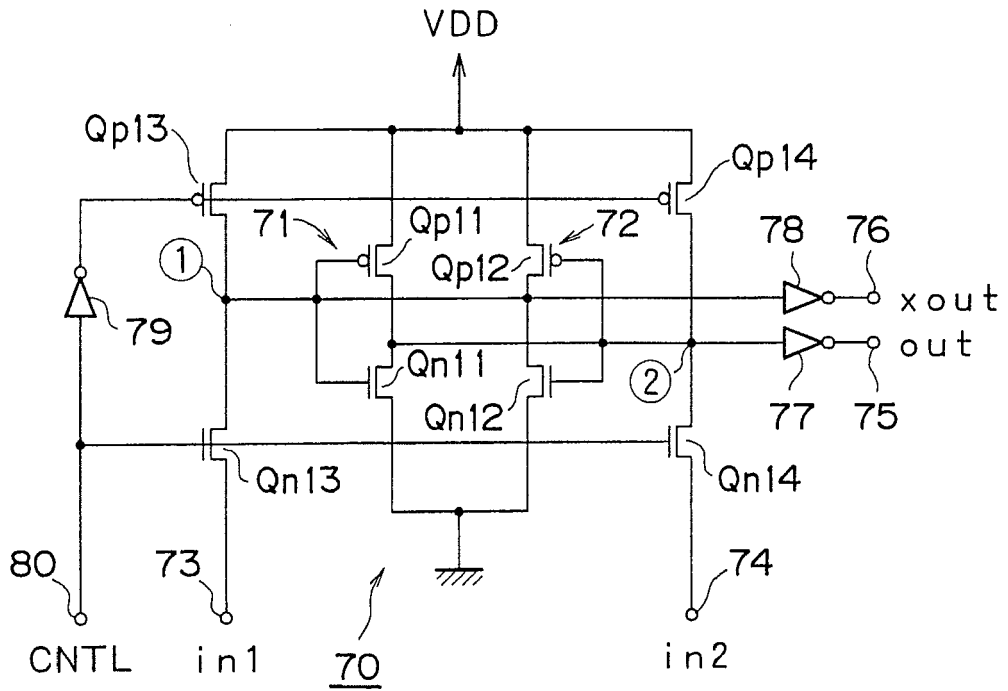 VDD
Qp13
Qp14
71
Qp11
72
78
76
1
Qp12
xout
79
out
Qn11
2
Qn12
77
75
Qn13
Qn14
80
73
74
CNTL
in1
70
in2